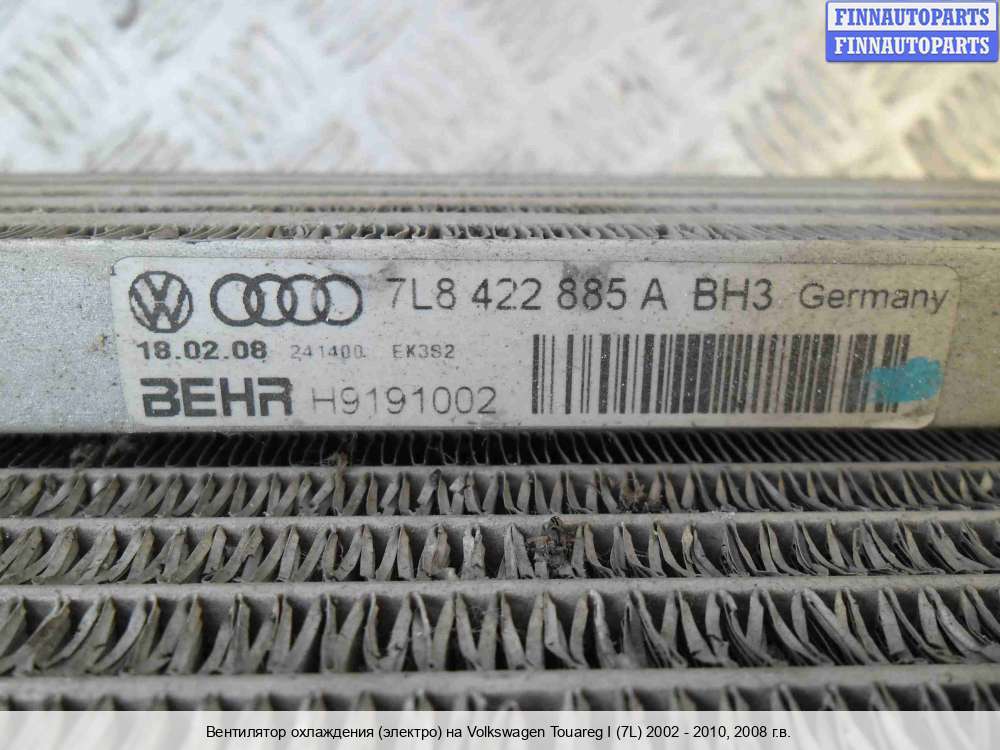 FINNAUTOPARTS
FINNAUTOPARTS
7L8 422 885 A BH3 Germany
18.02.08 241400 EK3S2
BEHR H9191002
Вентилятор охлаждения (электро) на Volkswagen Touareg I (7L) 2002 - 2010, 2008 г.в.